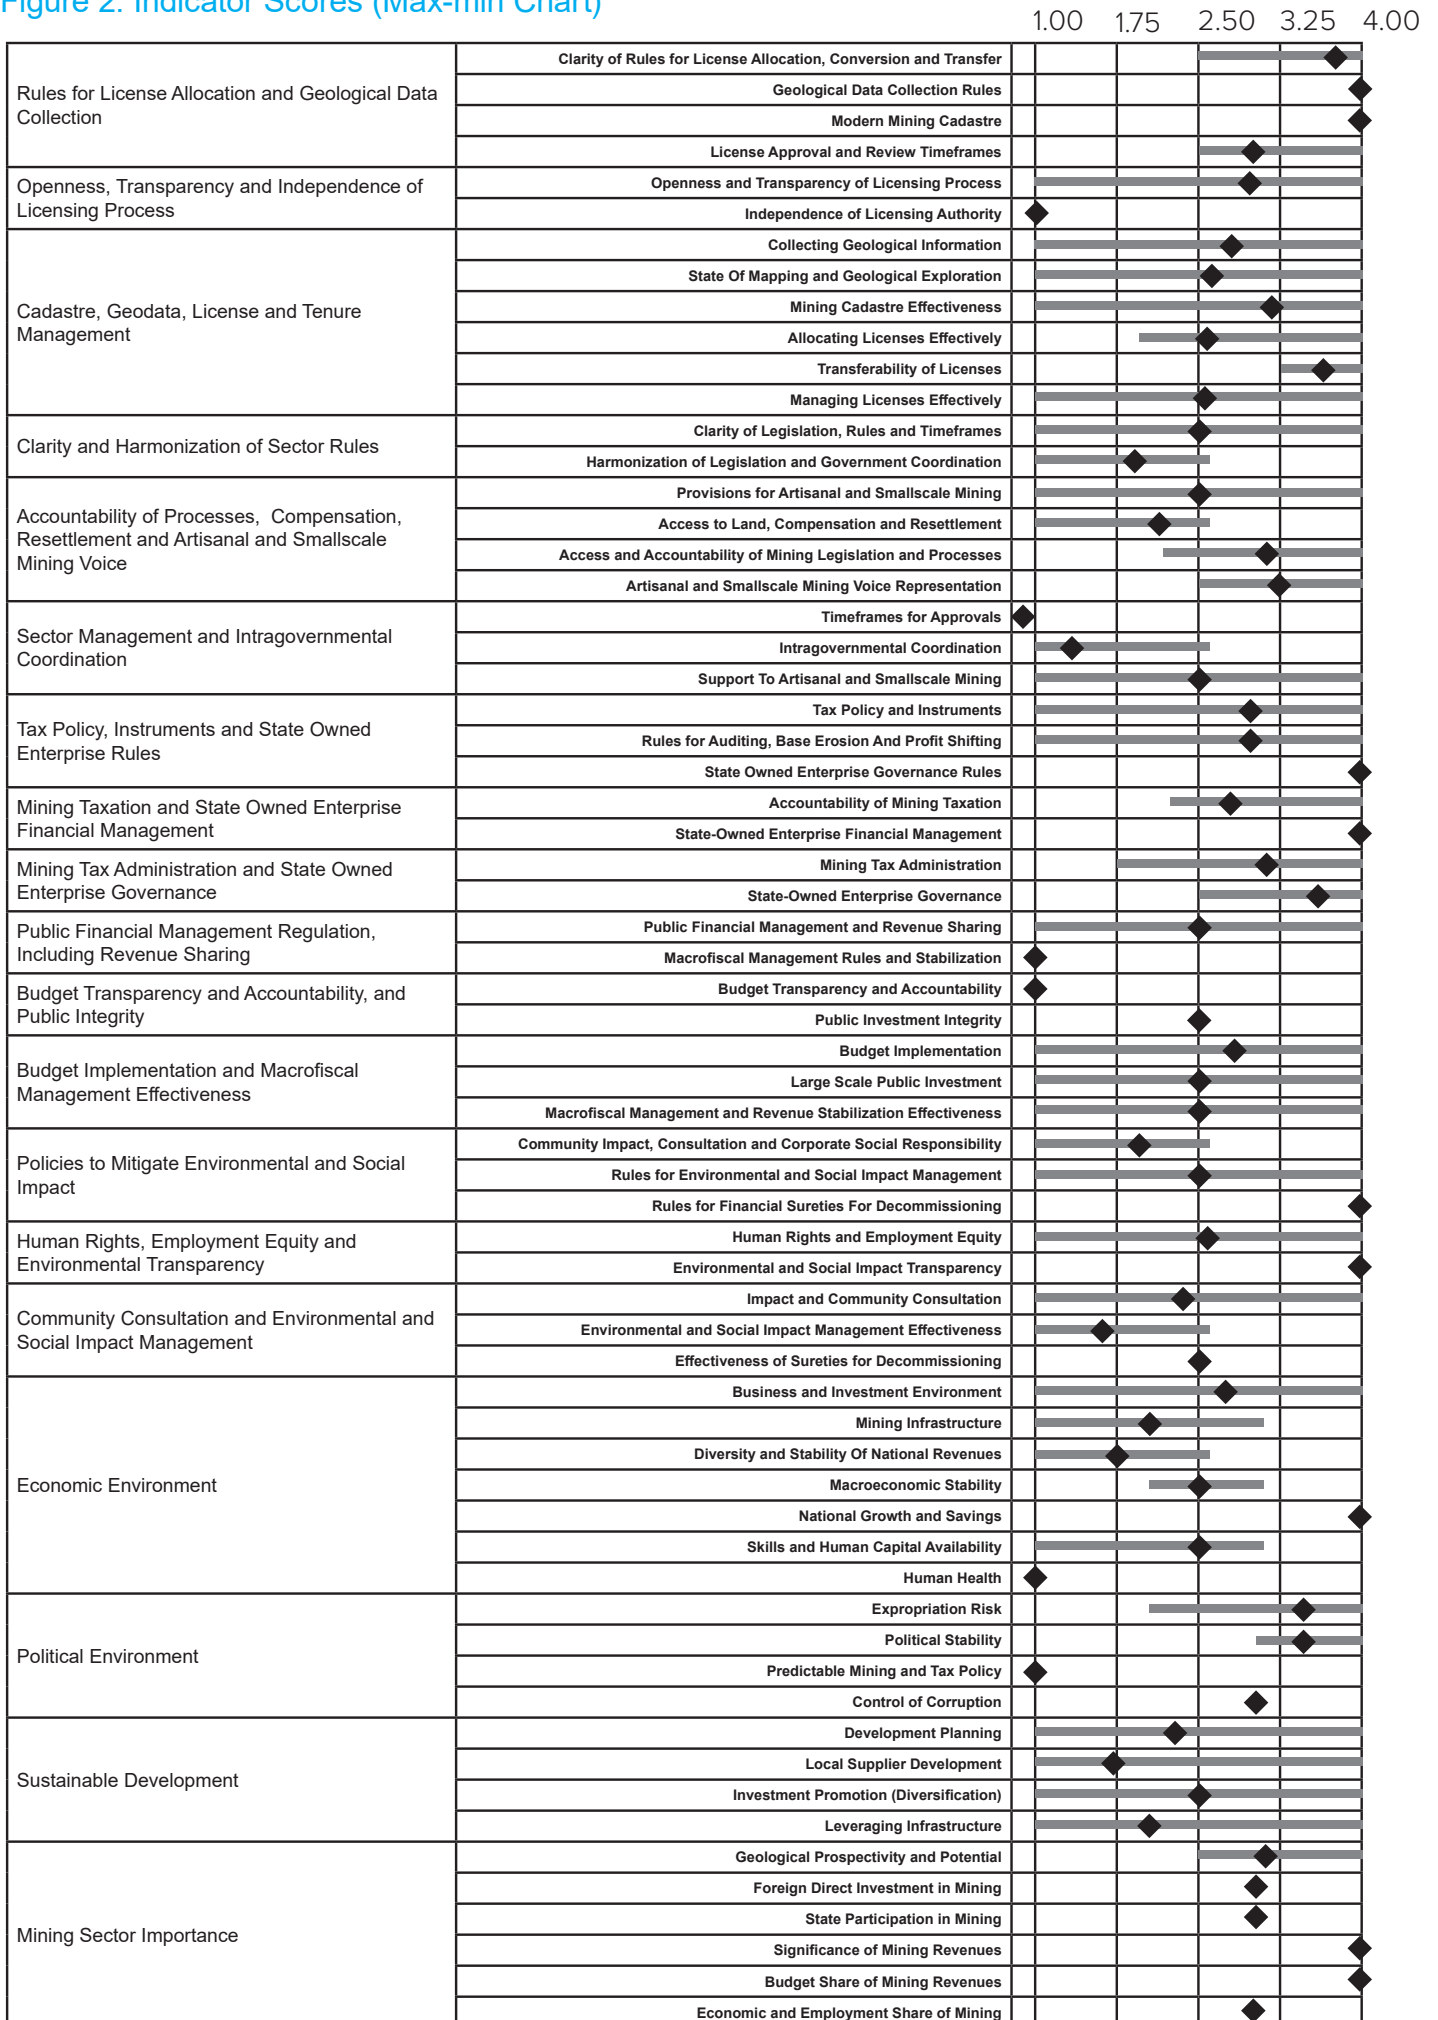 Figure 2: Indicator Scores (Max-min Chart)
1.00 1.75 2.50 3.25 4.00
Rules for License Allocation and Geological Data
Collection
Clarity of Rules for License Allocation, Conversion and Transfer
Geological Data Collection Rules
Modern Mining Cadastre
License Approval and Review Timeframes
Openness, Transparency and Independence of
Licensing Process
Openness and Transparency of Licensing Process
Independence of Licensing Authority
Cadastre, Geodata, License and Tenure
Management
Collecting Geological Information
State Of Mapping and Geological Exploration
Mining Cadastre Effectiveness
Allocating Licenses Effectively
Transferability of Licenses
Managing Licenses Effectively
Clarity and Harmonization of Sector Rules
Clarity of Legislation, Rules and Timeframes
Harmonization of Legislation and Government Coordination
Accountability of Processes, Compensation,
Resettlement and Artisanal and Smallscale
Mining Voice
Provisions for Artisanal and Smallscale Mining
Access to Land, Compensation and Resettlement
Access and Accountability of Mining Legislation and Processes
Artisanal and Smallscale Mining Voice Representation
Sector Management and Intragovernmental
Coordination
Timeframes for Approvals
Intragovernmental Coordination
Support To Artisanal and Smallscale Mining
Tax Policy, Instruments and State Owned
Enterprise Rules
Tax Policy and Instruments
Rules for Auditing, Base Erosion And Profit Shifting
State Owned Enterprise Governance Rules
Mining Taxation and State Owned Enterprise
Financial Management
Accountability of Mining Taxation
State-Owned Enterprise Financial Management
Mining Tax Administration and State Owned
Enterprise Governance
Mining Tax Administration
State-Owned Enterprise Governance
Public Financial Management Regulation,
Including Revenue Sharing
Public Financial Management and Revenue Sharing
Macrofiscal Management Rules and Stabilization
Budget Transparency and Accountability, and
Public Integrity
Budget Transparency and Accountability
Public Investment Integrity
Budget Implementation and Macrofiscal
Management Effectiveness
Budget Implementation
Large Scale Public Investment
Macrofiscal Management and Revenue Stabilization Effectiveness
Policies to Mitigate Environmental and Social
Impact
Community Impact, Consultation and Corporate Social Responsibility
Rules for Environmental and Social Impact Management
Rules for Financial Sureties For Decommissioning
Human Rights, Employment Equity and
Environmental Transparency
Human Rights and Employment Equity
Environmental and Social Impact Transparency
Community Consultation and Environmental and
Social Impact Management
Impact and Community Consultation
Environmental and Social Impact Management Effectiveness
Effectiveness of Sureties for Decommissioning
Economic Environment
Business and Investment Environment
Mining Infrastructure
Diversity and Stability Of National Revenues
Macroeconomic Stability
National Growth and Savings
Skills and Human Capital Availability
Human Health
Political Environment
Expropriation Risk
Political Stability
Predictable Mining and Tax Policy
Control of Corruption
Sustainable Development
Development Planning
Local Supplier Development
Investment Promotion (Diversification)
Leveraging Infrastructure
Mining Sector Importance
Geological Prospectivity and Potential
Foreign Direct Investment in Mining
State Participation in Mining
Significance of Mining Revenues
Budget Share of Mining Revenues
Economic and Employment Share of Mining